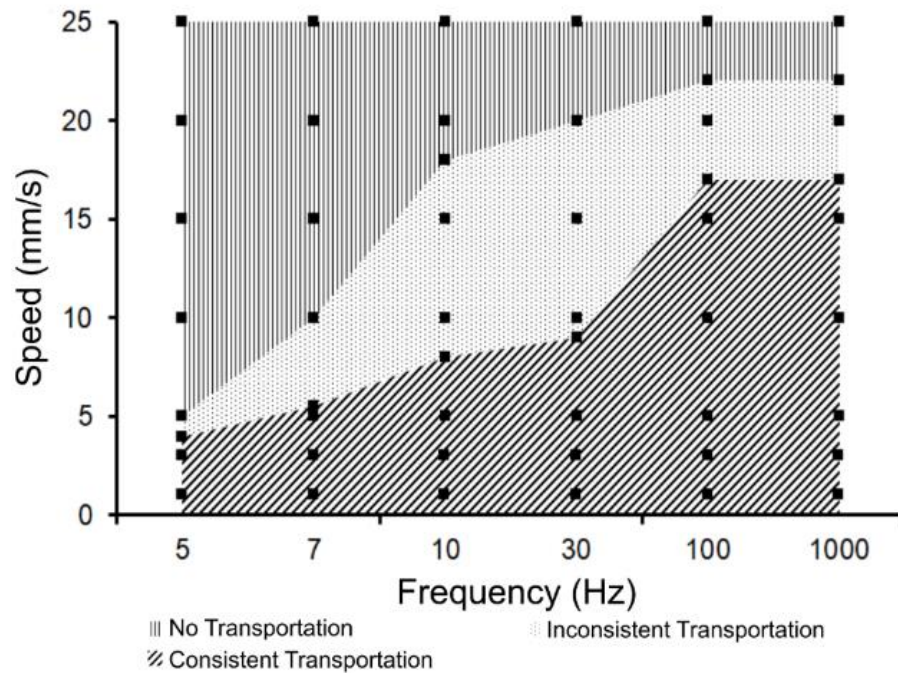 25
20
15
10
5
0
Speed (mm/s)
5 7 10 30 100 1000
Frequency (Hz)
No Transportation Inconsistent Transportation
Consistent Transportation